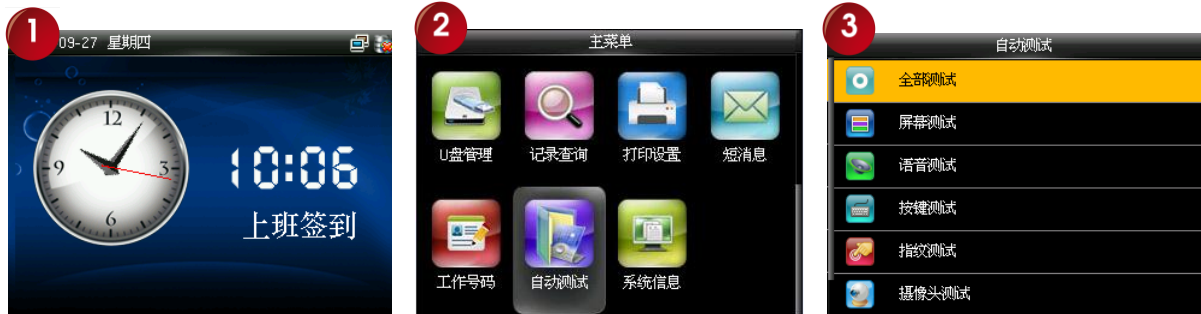 1
09-27 星期四
12
9
3
6
10:06
上班签到
2
主菜单
U盘管理
记录查询
打印设置
短消息
工作号码
自动测试
系统信息
3
自动测试
全部测试
屏幕测试
语音测试
按键测试
指纹测试
摄像头测试